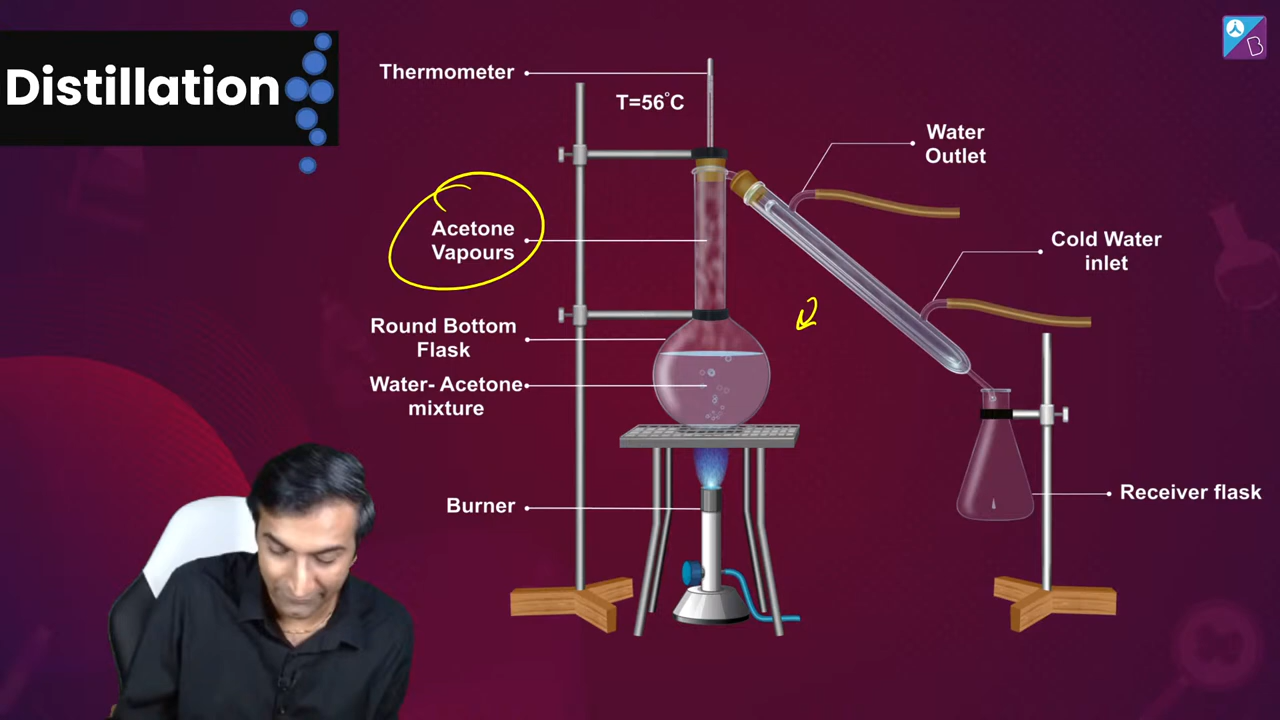 Distillation
Thermometer
T=56°C
Water
Outlet
Acetone
Vapours
Cold Water
inlet
Round Bottom
Flask
Water- Acetone
mixture
Burner
Receiver flask
B